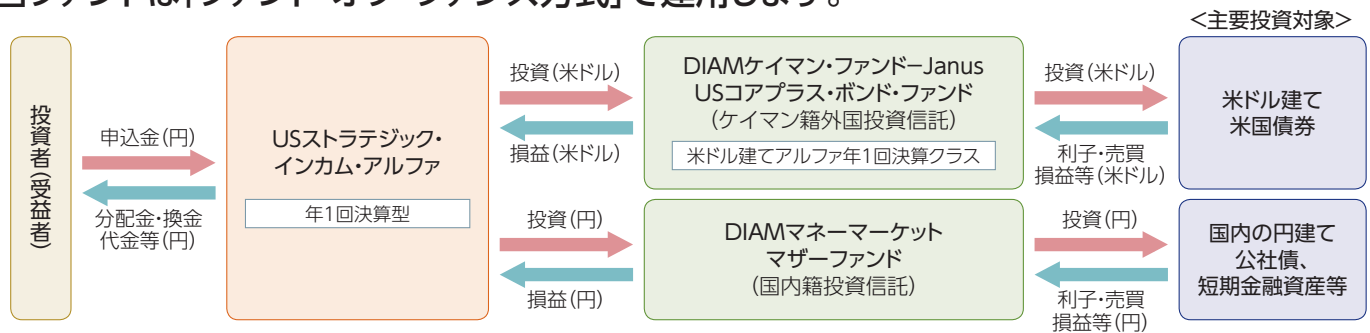 当ファンドは「ファンド・オブ・ファンズ方式」で運用します。
<主要投資対象>
投資者(受益者)
申込金(円)
分配金・換金
代金等(円)
USストラテジック・
インカム・アルファ
年1回決算型
投資(米ドル)
損益(米ドル)
DIAMケイマン・ファンドーJanus
USコアプラス・ボンド・ファンド
(ケイマン籍外国投資信託)
米ドル建てアルファ年1回決算クラス
投資(米ドル)
利子・売買
損益等(米ドル)
米ドル建て
米国債券
投資(円)
損益(円)
DIAMマネーマーケット
マザーファンド
(国内籍投資信託)
投資(円)
利子・売買
損益等(円)
国内の円建て
公社債、
短期金融資産等